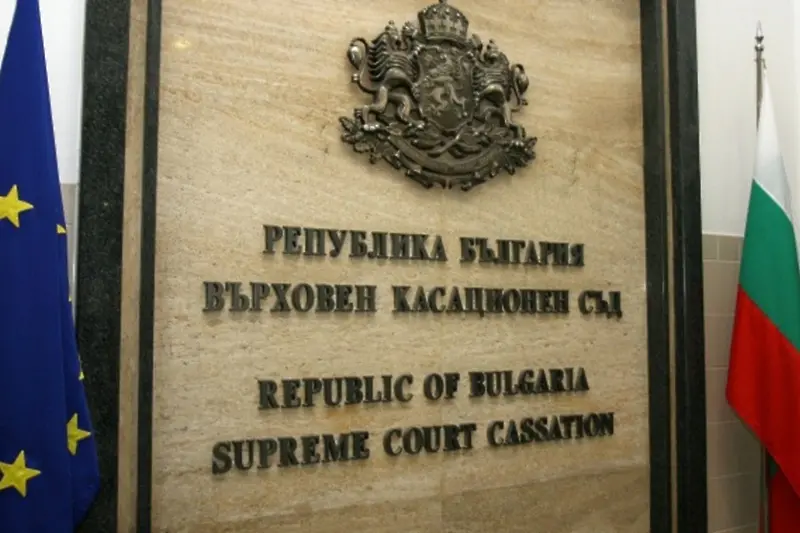 РЕПУБЛИКА БЪЛГАРИЯ
ВЪРХОВЕН КАСАЦИОНЕН СЪД
REPUBLIC OF BULGARIA
SUPREME COURT CASSATION